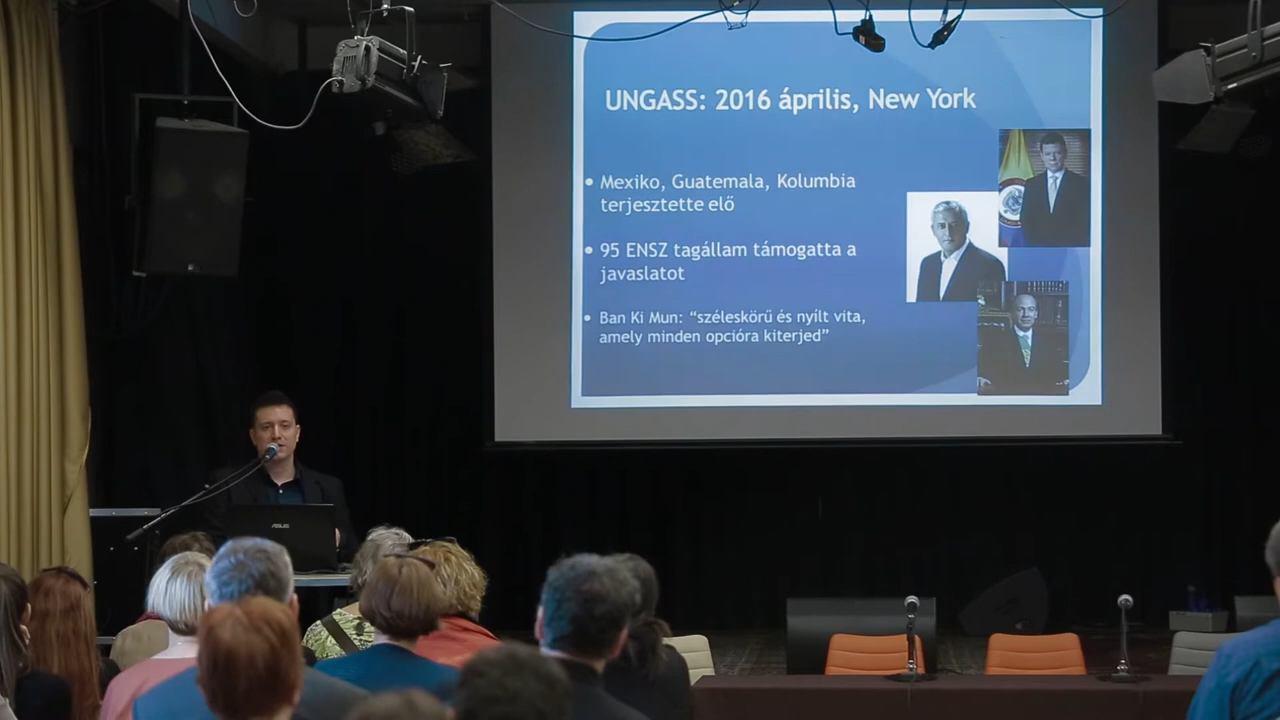 UNGASS: 2016 április, New York
Mexiko, Guatemala, Kolumbia
terjesztette elő
95 ENSZ tagállam támogatta a
javaslatot
Ban Ki Mun: “széleskörű és nyílt vita,
amely minden opcióra kiterjed”
ASUS